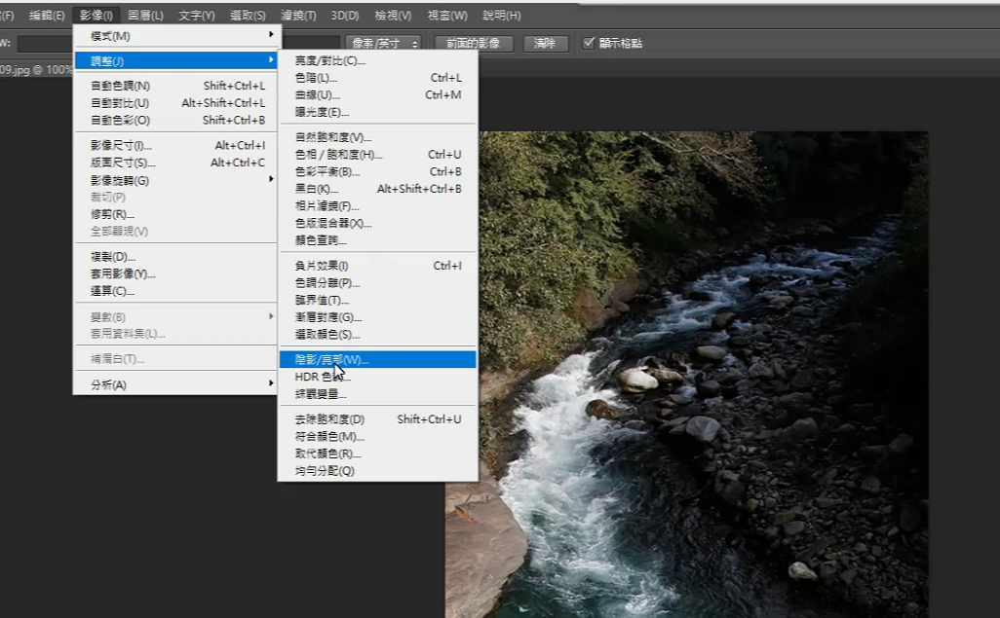 (F) 編輯(E) 影像(I) 圖層(L) 文字(Y) 選取(S) 濾鏡(T) 3D(D) 檢視(V) 視窗(W) 說明(H)
W: 像素/英寸 前面的影像 清除 顯示格點
09.jpg @ 100%
模式(M)
調整(J)
自動色調(N) Shift+Ctrl+L
自動對比(U) Alt+Shift+Ctrl+L
自動色彩(O) Shift+Ctrl+B
影像尺寸(I)... Alt+Ctrl+I
版面尺寸(S)... Alt+Ctrl+C
影像旋轉(G)
裁切(P)
修剪(R)...
全部顯現(V)
複製(D)...
套用影像(Y)...
運算(C)...
變數(B)
套用資料集(L)...
補漏白(T)...
分析(A)
亮度/對比(C)...
色階(L)... Ctrl+L
曲線(U)... Ctrl+M
曝光度(E)...
自然飽和度(V)...
色相/飽和度(H)... Ctrl+U
色彩平衡(B)... Ctrl+B
黑白(K)... Alt+Shift+Ctrl+B
相片濾鏡(F)...
色版混合器(X)...
顏色查詢...
負片效果(I) Ctrl+I
色調分離(P)...
臨界值(T)...
漸層對應(G)...
選取顏色(S)...
陰影/亮部(W)...
HDR 色調...
綜觀變量...
去除飽和度(D) Shift+Ctrl+U
符合顏色(M)...
取代顏色(R)...
均勻分配(Q)